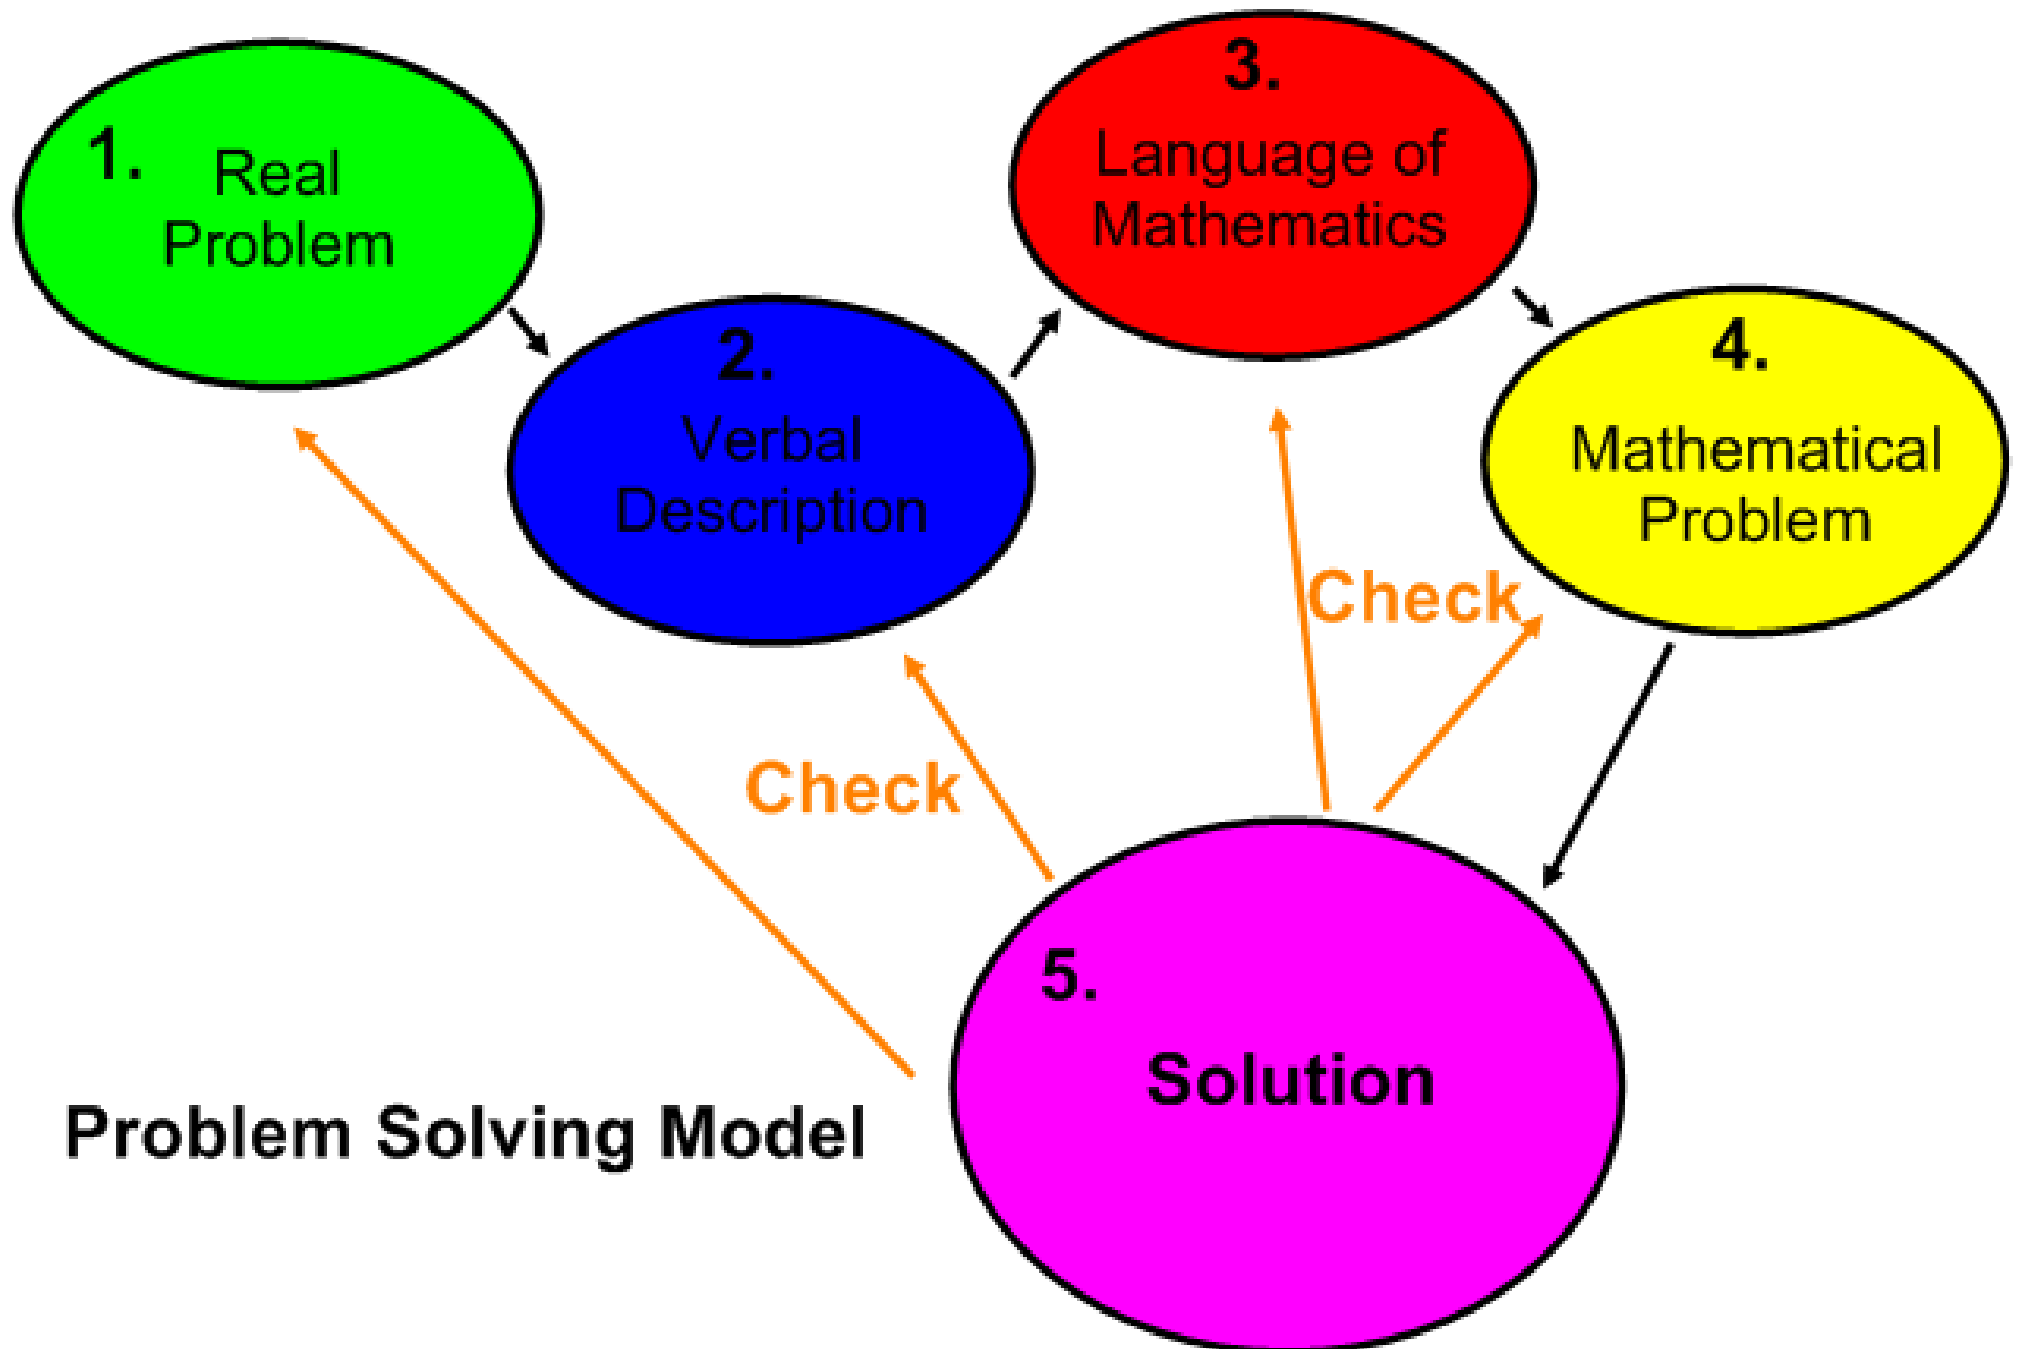 1.
Real
Problem
2.
Verbal
Description
3.
Language of
Mathematics
4.
Mathematical
Problem
Check
Check
5.
Solution
Problem Solving Model